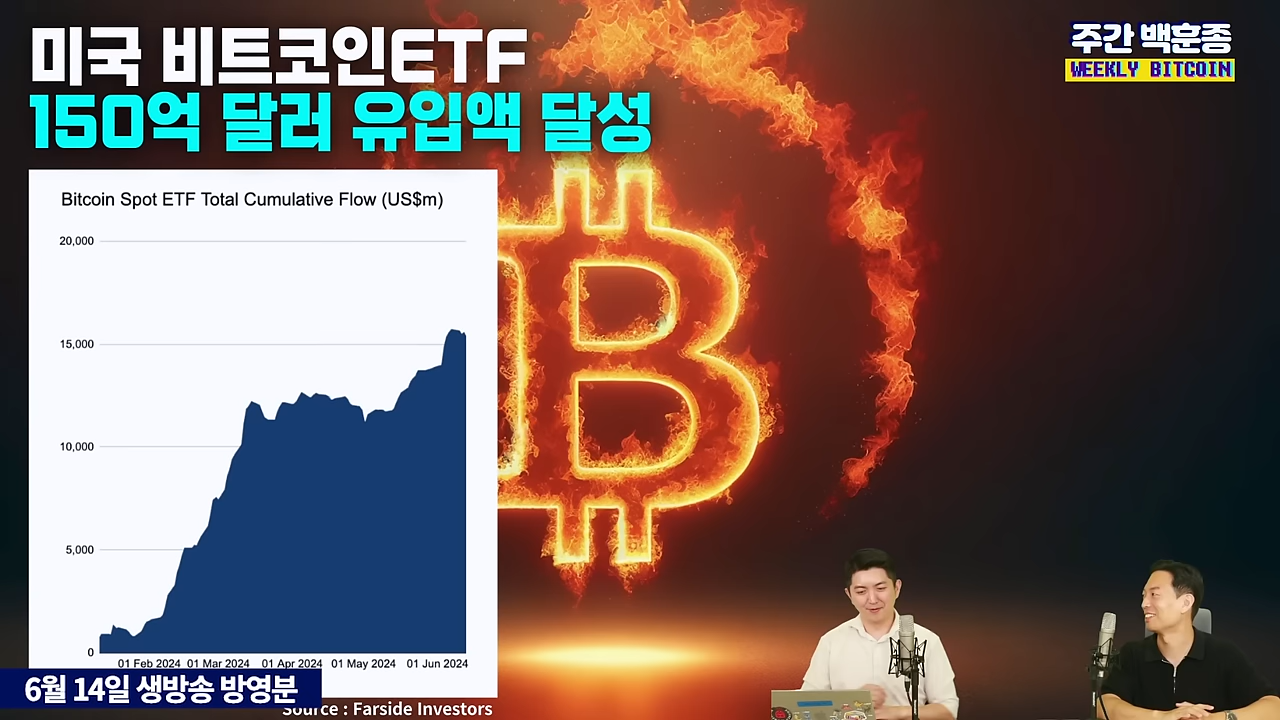 미국 비트코인ETF
150억 달러 유입액 달성
주간 백훈종
WEEKLY BITCOIN
Bitcoin Spot ETF Total Cumulative Flow (US$m)
20,000
15,000
10,000
5,000
0
01 Feb 2024 01 Mar 2024 01 Apr 2024 01 May 2024 01 Jun 2024
6월 14일 생방송 방영분
Source : Farside Investors